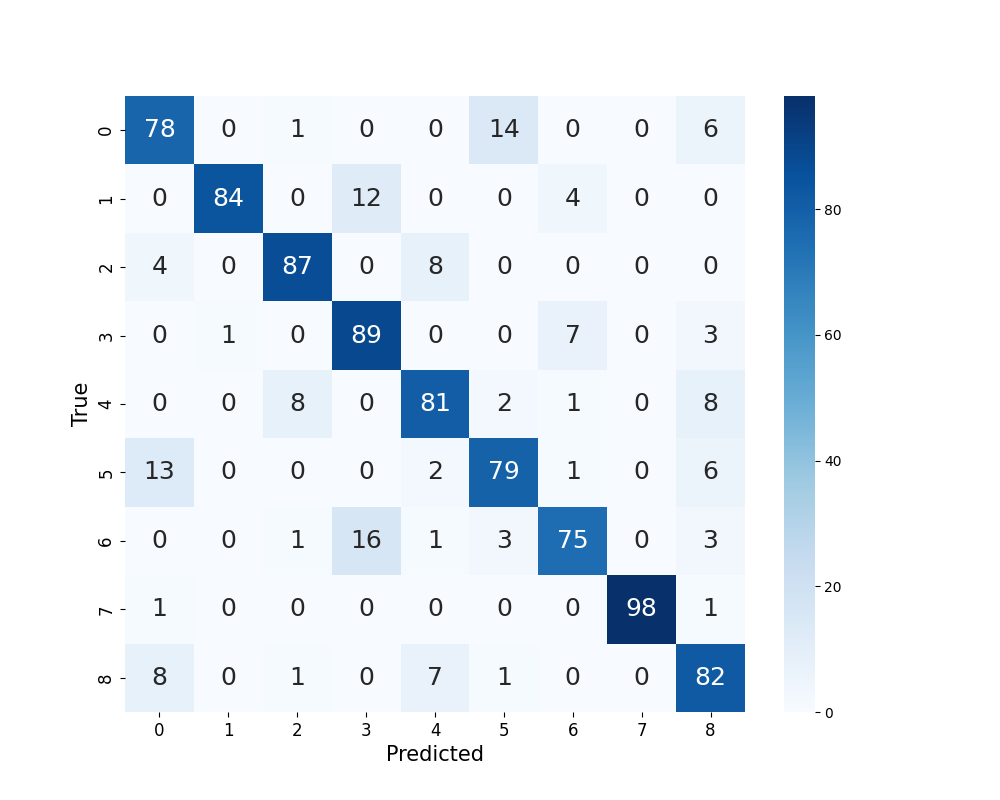 0 78 0 1 0 0 14 0 0 6
1 0 84 0 12 0 0 4 0 0
2 4 0 87 0 8 0 0 0 0
3 0 1 0 89 0 0 7 0 3
4 0 0 8 0 81 2 1 0 8
5 13 0 0 0 2 79 1 0 6
6 0 0 1 16 1 3 75 0 3
7 1 0 0 0 0 0 0 98 1
8 8 0 1 0 7 1 0 0 82
0 1 2 3 4 5 6 7 8
Predicted
True
80
60
40
20
0